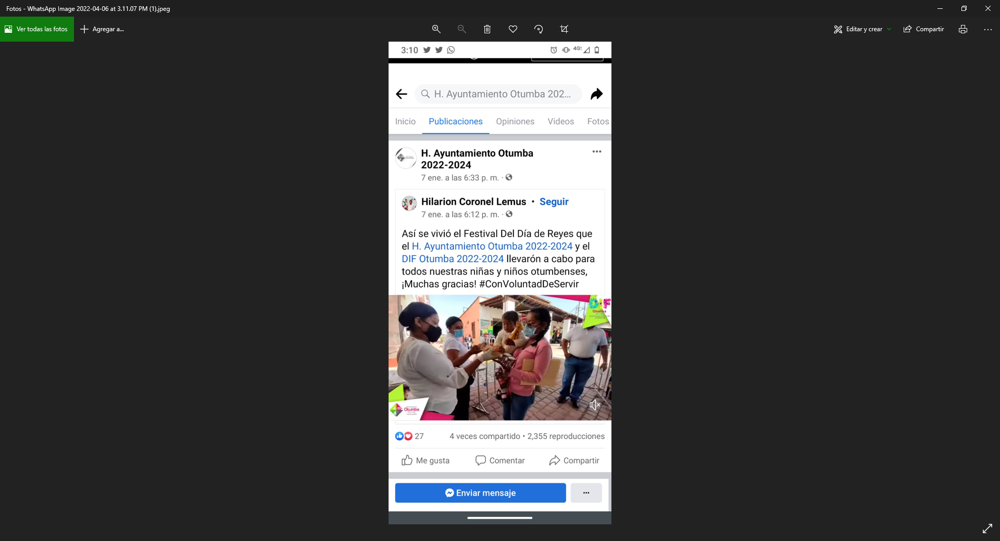 Fotos - WhatsApp Image 2022-04-06 at 3.11.07 PM (1).jpeg
Ver todas las fotos
Agregar a...
Editar y crear
Compartir
3:10
4G
H. Ayuntamiento Otumba 202...
Inicio
Publicaciones
Opiniones
Videos
Fotos
H. Ayuntamiento Otumba
2022-2024
7 ene. a las 6:33 p. m. ·
Hilarion Coronel Lemus • Seguir
7 ene. a las 6:12 p. m. ·
Así se vivió el Festival Del Día de Reyes que
el H. Ayuntamiento Otumba 2022-2024 y el
DIF Otumba 2022-2024 llevarón a cabo para
todos nuestras niñas y niños otumbenses,
¡Muchas gracias! #ConVoluntadDeServir
DIF
Otumba
Otumba
27
4 veces compartido • 2,355 reproducciones
Me gusta
Comentar
Compartir
Enviar mensaje